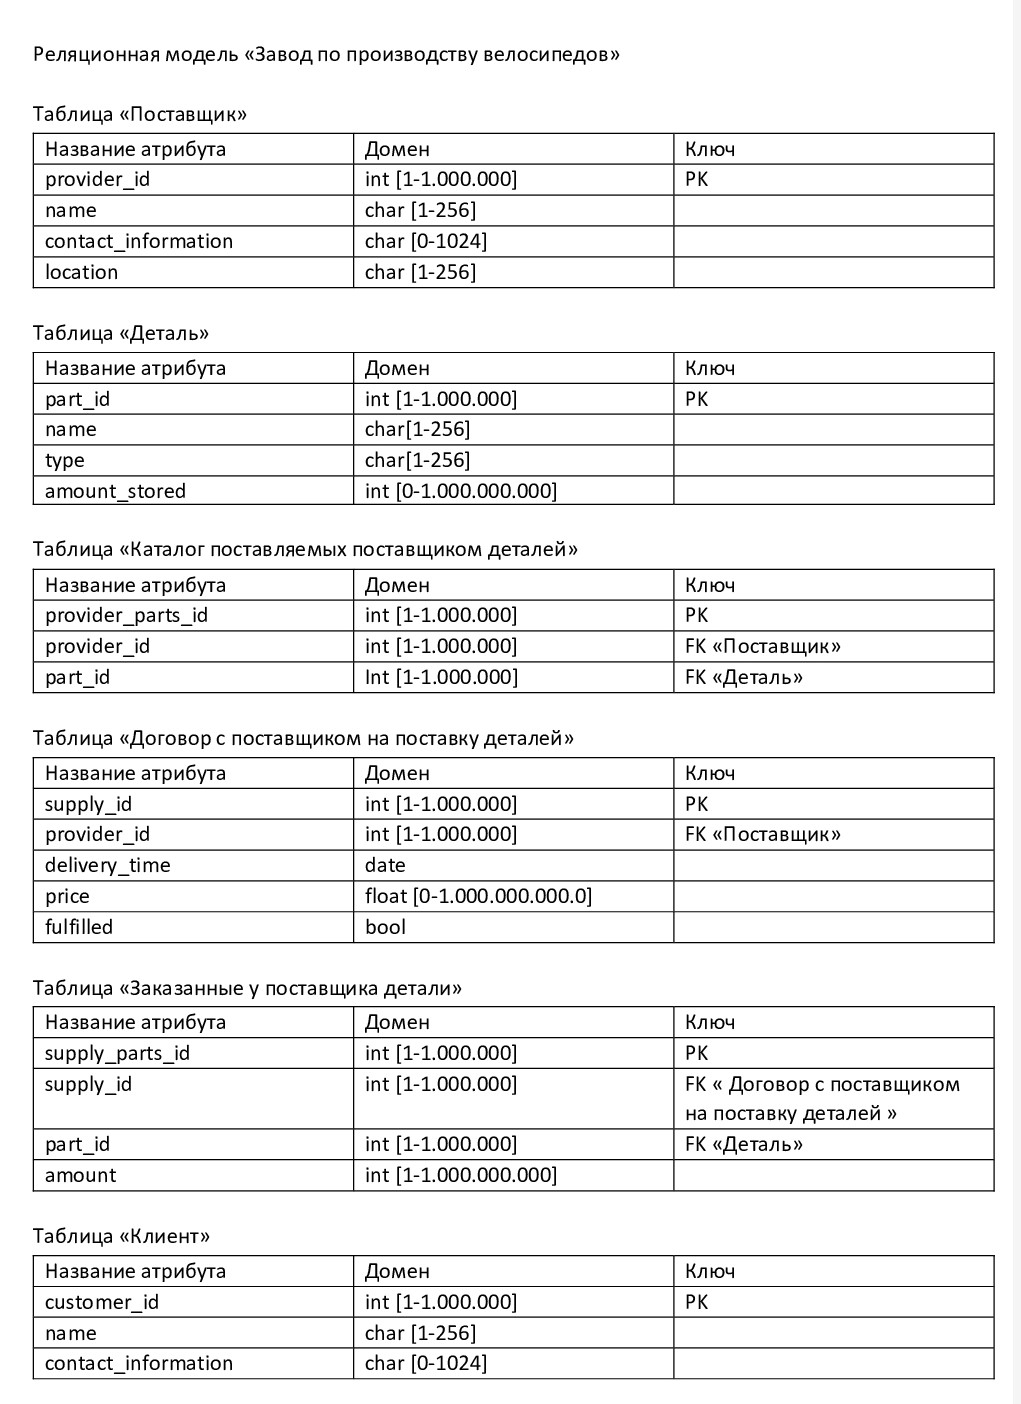 Реляционная модель «Завод по производству велосипедов»
Таблица «Поставщик»
Название атрибута Домен Ключ
provider_id int [1-1.000.000] PK
name char [1-256]
contact_information char [0-1024]
location char [1-256]
Таблица «Деталь»
Название атрибута Домен Ключ
part_id int [1-1.000.000] PK
name char[1-256]
type char[1-256]
amount_stored int [0-1.000.000.000]
Таблица «Каталог поставляемых поставщиком деталей»
Название атрибута Домен Ключ
provider_parts_id int [1-1.000.000] PK
provider_id int [1-1.000.000] FK «Поставщик»
part_id Int [1-1.000.000] FK «Деталь»
Таблица «Договор с поставщиком на поставку деталей»
Название атрибута Домен Ключ
supply_id int [1-1.000.000] PK
provider_id int [1-1.000.000] FK «Поставщик»
delivery_time date
price float [0-1.000.000.000.0]
fulfilled bool
Таблица «Заказанные у поставщика детали»
Название атрибута Домен Ключ
supply_parts_id int [1-1.000.000] PK
supply_id int [1-1.000.000] FK « Договор с поставщиком
на поставку деталей »
part_id int [1-1.000.000] FK «Деталь»
amount int [1-1.000.000.000]
Таблица «Клиент»
Название атрибута Домен Ключ
customer_id int [1-1.000.000] PK
name char [1-256]
contact_information char [0-1024]